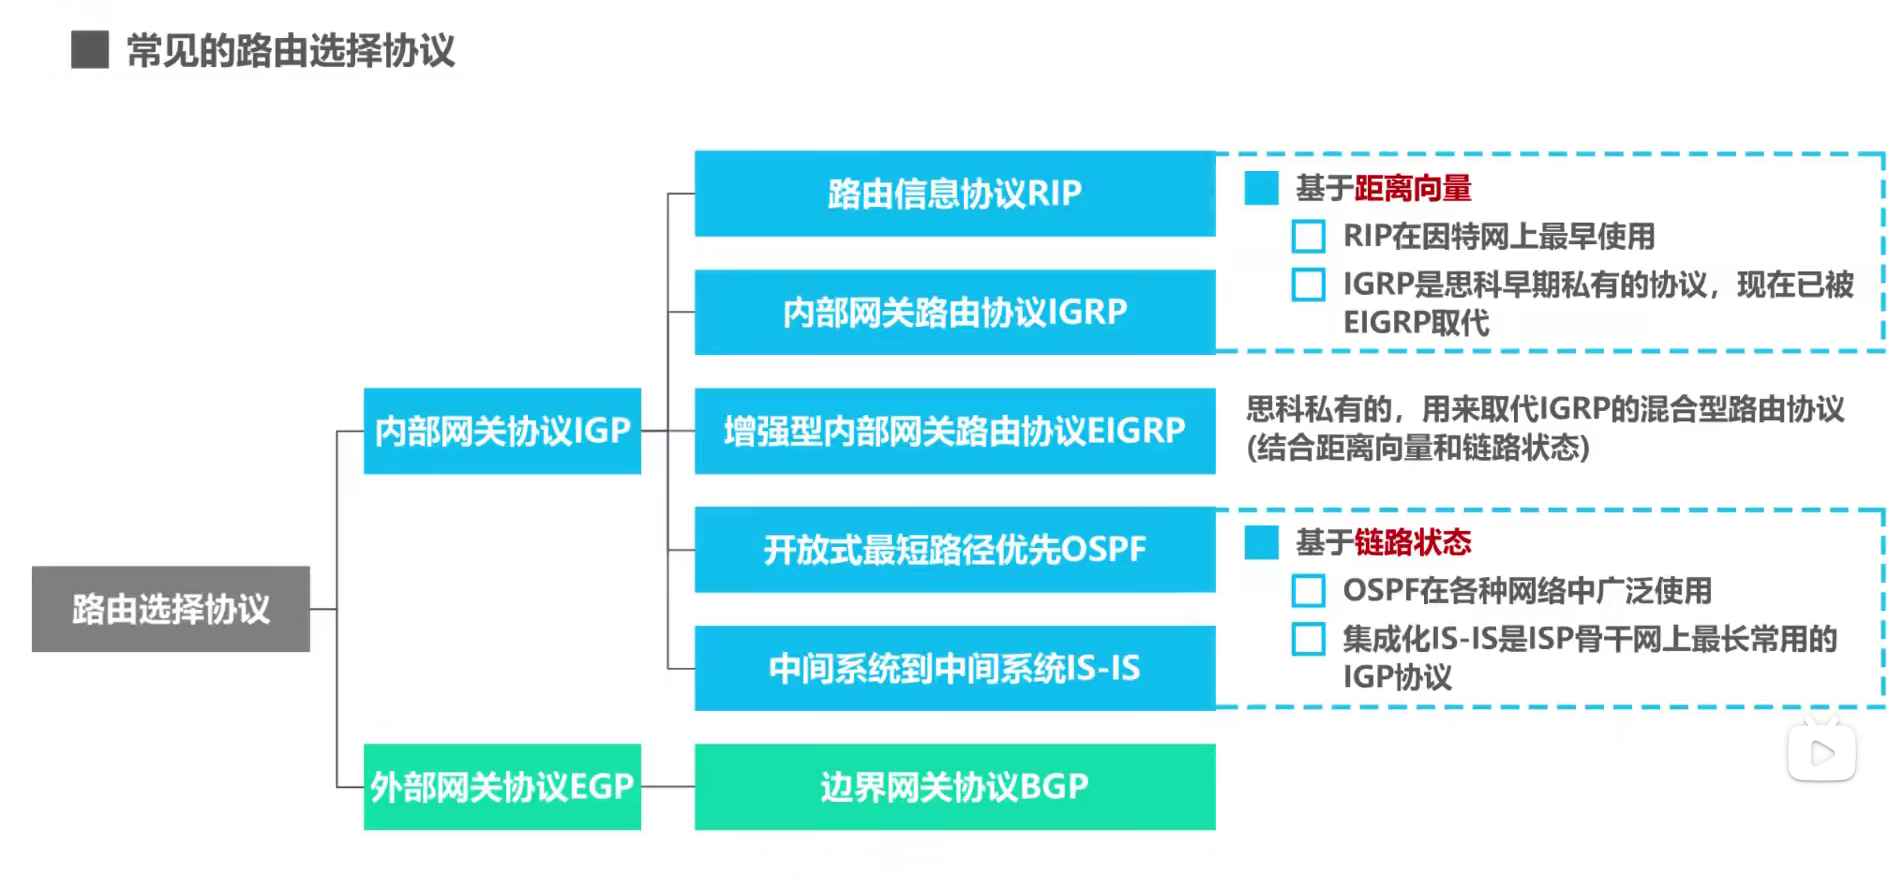 常见的路由选择协议
路由信息协议RIP
基于距离向量
RIP在因特网上最早使用
IGRP是思科早期私有的协议，现在已被
EIGRP取代
内部网关路由协议IGRP
内部网关协议IGP
增强型内部网关路由协议EIGRP
思科私有的，用来取代IGRP的混合型路由协议
(结合距离向量和链路状态)
开放式最短路径优先OSPF
基于链路状态
OSPF在各种网络中广泛使用
集成化IS-IS是ISP骨干网上最长常用的
IGP协议
路由选择协议
中间系统到中间系统IS-IS
外部网关协议EGP
边界网关协议BGP